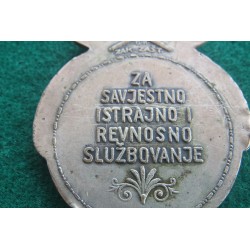 ZA
SAVJESTNO
ISTRAJNO I
REVNOSNO
SLUŽBOVANJE